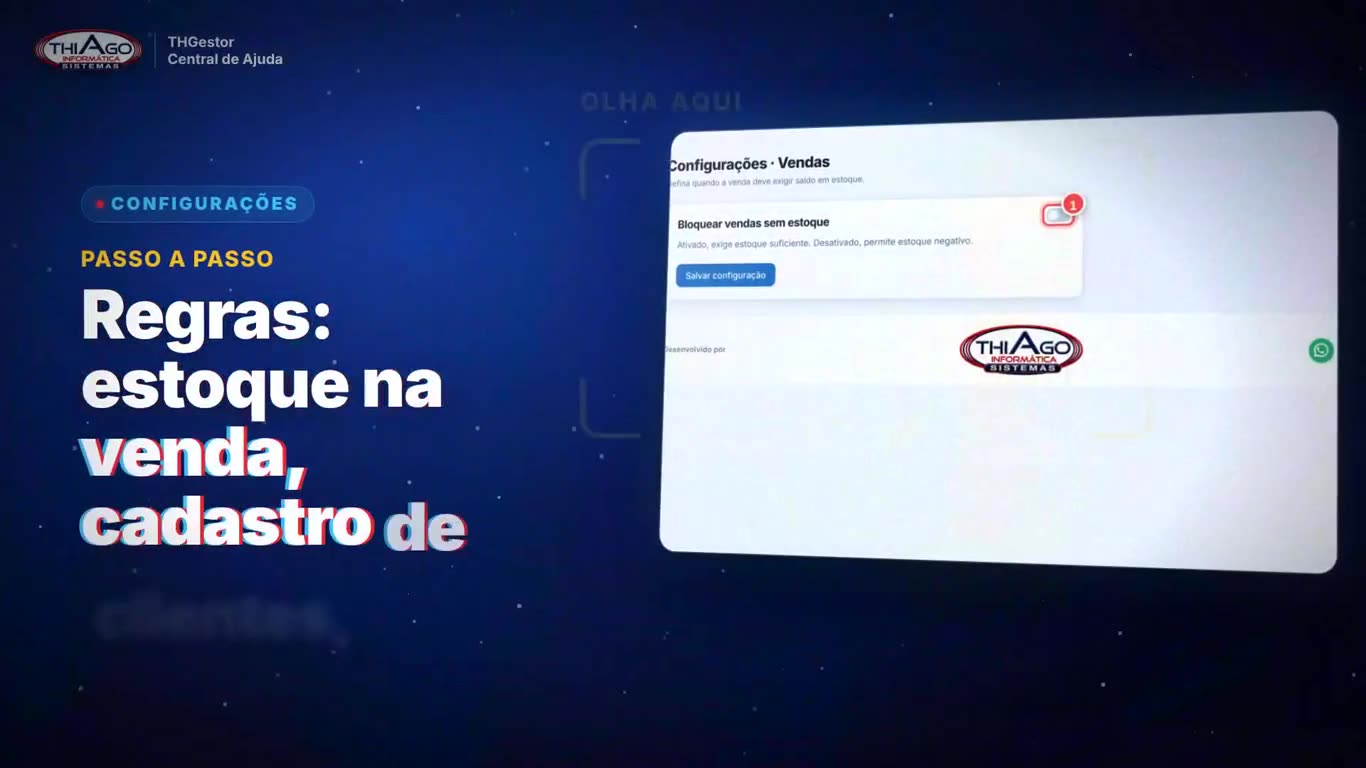 THIAGO
INFORMÁTICA
SISTEMAS
THGestor
Central de Ajuda
CONFIGURAÇÕES
PASSO A PASSO
Regras:
estoque na
venda,
cadastro de
clientes,
OLHA AQUI
Configurações · Vendas
efina quando a venda deve exigir saldo em estoque.
1
Bloquear vendas sem estoque
Ativado, exige estoque suficiente. Desativado, permite estoque negativo.
Salvar configuração
Desenvolvido por
THIAGO
INFORMÁTICA
SISTEMAS